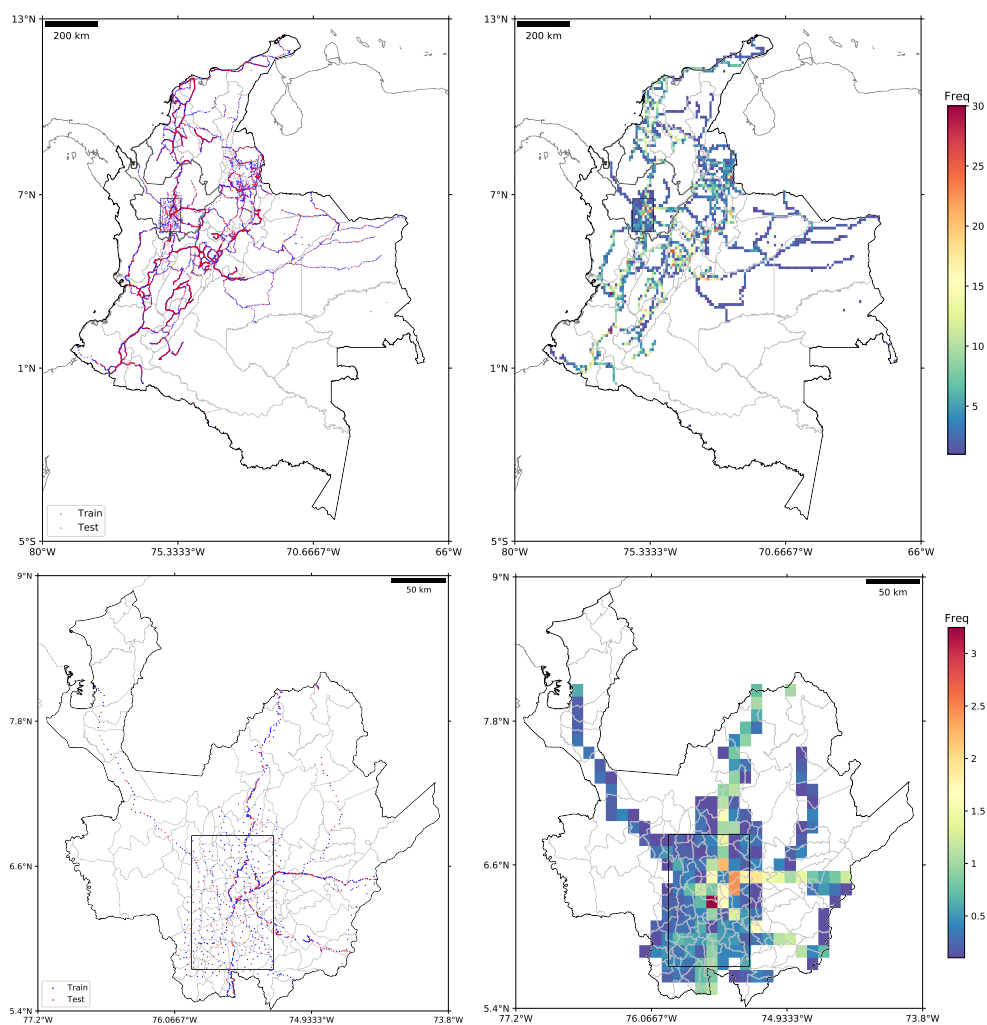 13°N
200 km
7°N
1°N
Train
Test
5°S
80°W
75.3333°W
70.6667°W
66°W
200 km
13°N
7°N
1°N
5°S
80°W
75.3333°W
70.6667°W
66°W
Freq
30
25
20
15
10
5
9°N
50 km
7.8°N
6.6°N
Train
Test
5.4°N
77.2°W
76.0667°W
74.9333°W
73.8°W
9°N
50 km
7.8°N
6.6°N
5.4°N
77.2°W
76.0667°W
74.9333°W
73.8°W
Freq
3
2.5
2
1.5
1
0.5